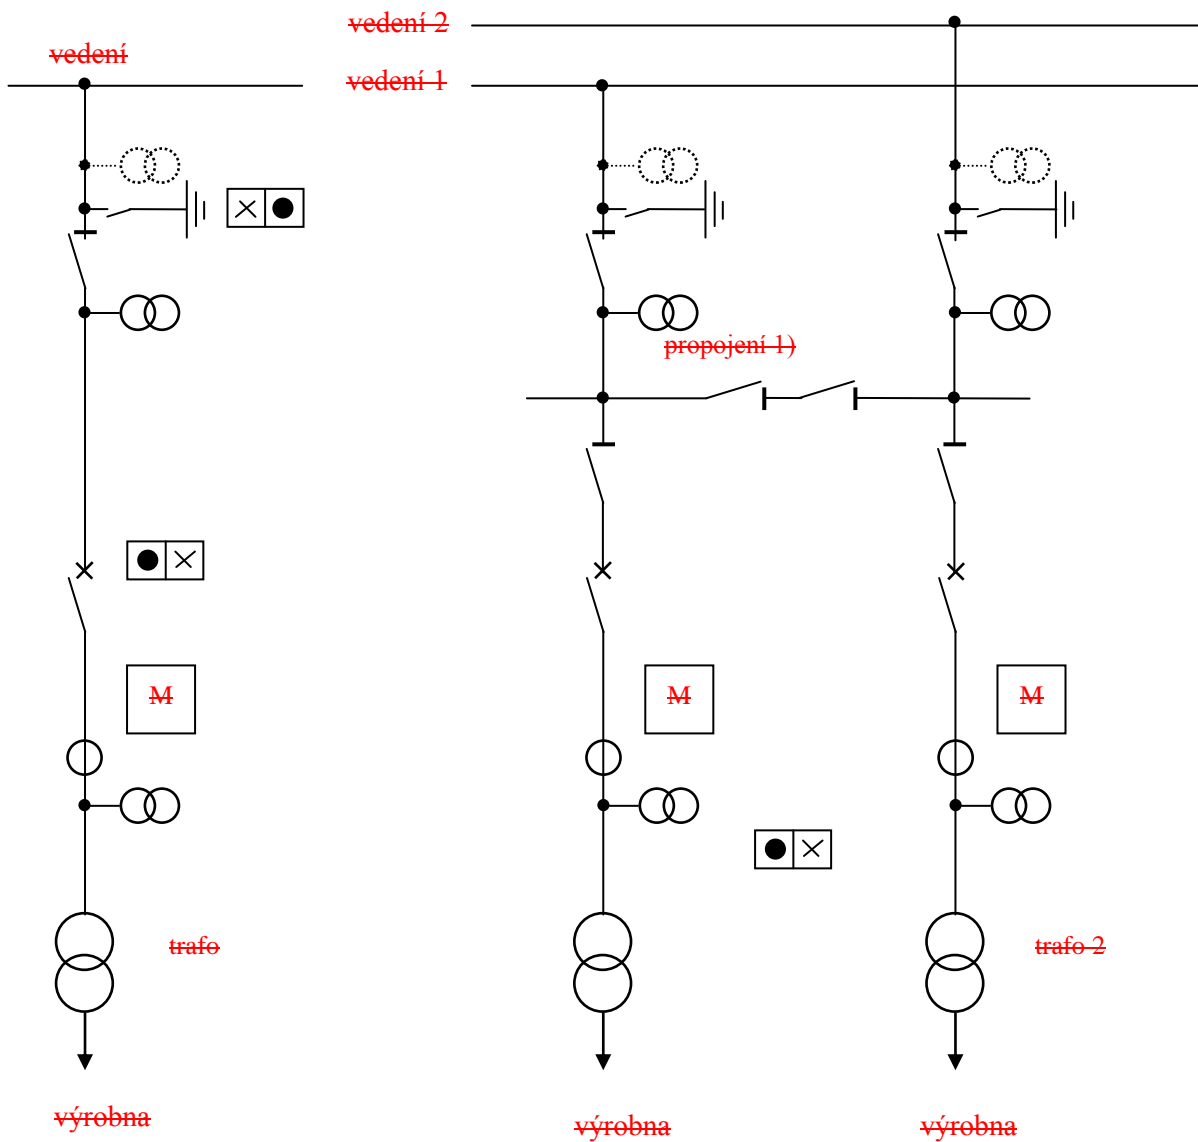 vedení 2
vedení
vedení 1
propojení 1)
M
M
M
trafo
trafo 2
výrobna
výrobna
výrobna